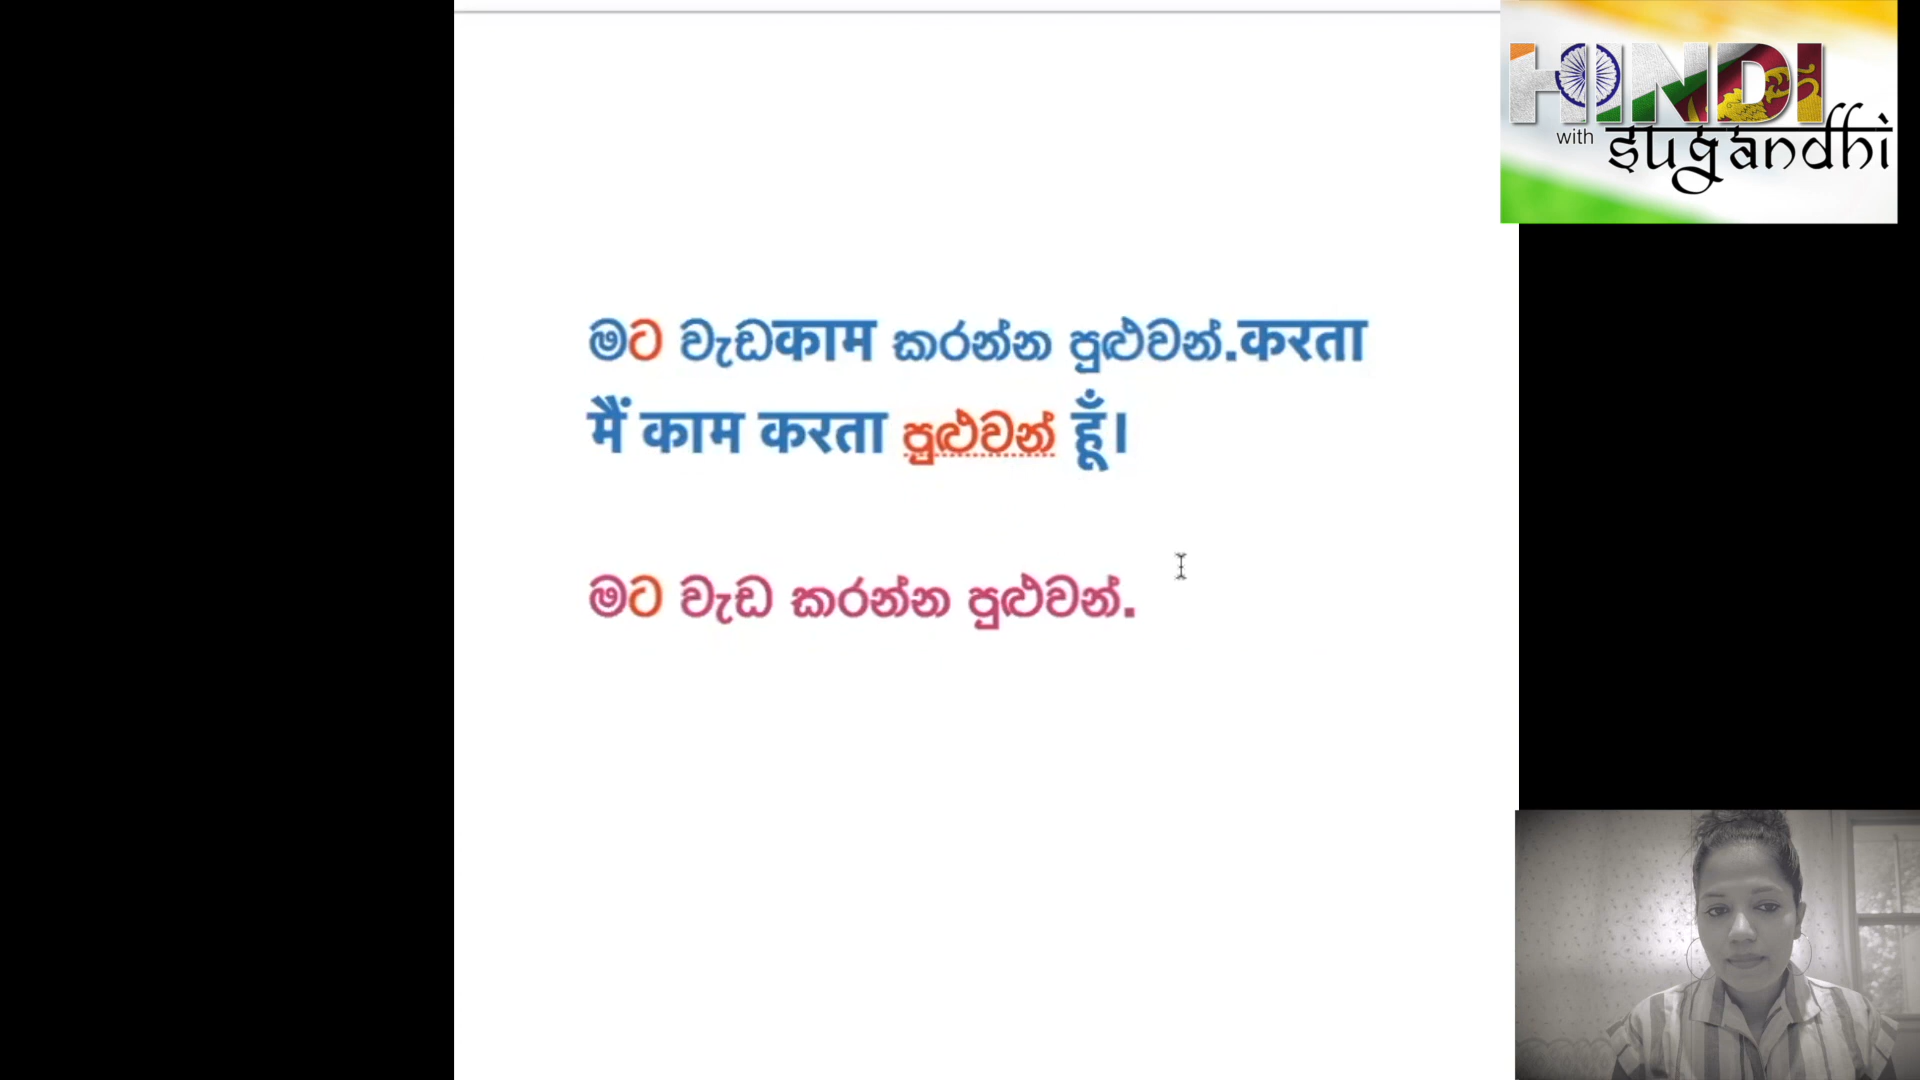 HINDI
with
sugandhi
මට වැඩකාම කරන්න පුළුවන්.करता
मैं काम करता පුළුවන් हूँ।
මට වැඩ කරන්න පුළුවන්.